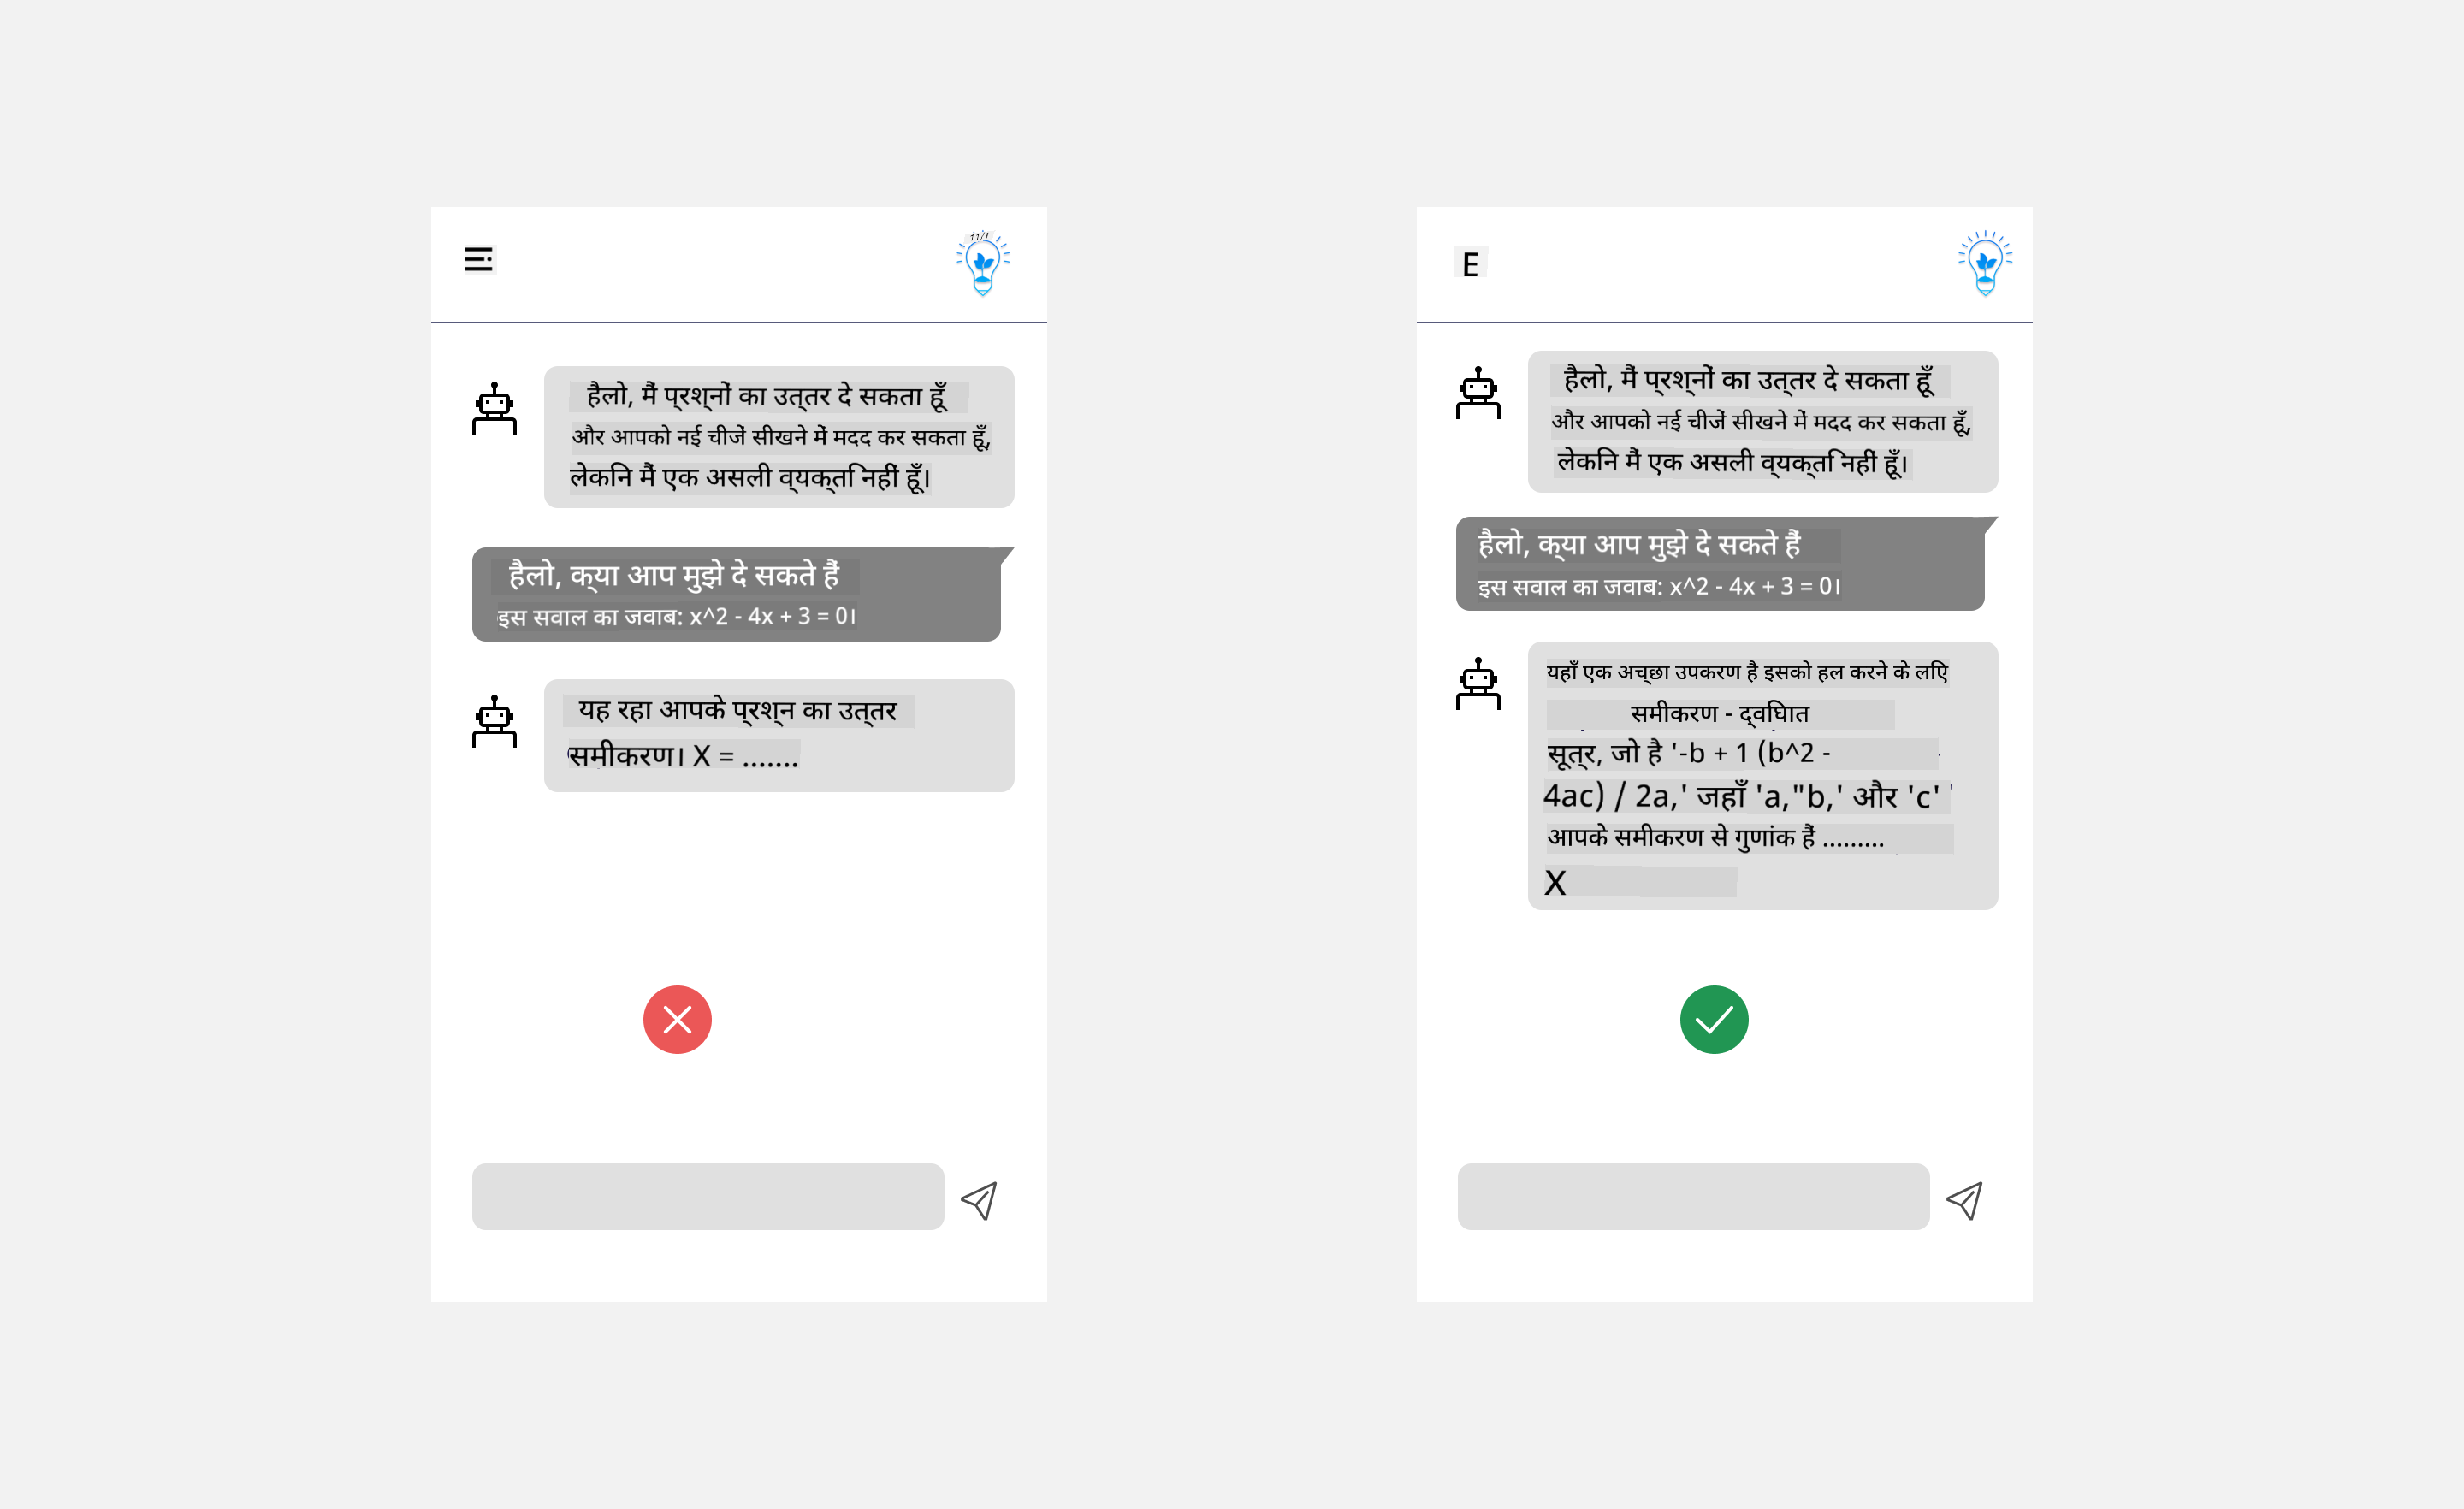 हैलो, मैं प्रश्नों का उत्तर दे सकता हूँ
और आपको नई चीजें सीखने में मदद कर सकता हूँ,
लेकनि मैं एक असली व्यक्ति नहीं हूँ।
हैलो, क्या आप मुझे दे सकते हैं
इस सवाल का जवाब: x^2 - 4x + 3 = 0।
यह रहा आपके प्रश्न का उत्तर
समीकरण। X = .......
E
हैलो, मैं प्रश्नों का उत्तर दे सकता हूँ
और आपको नई चीजें सीखने में मदद कर सकता हूँ,
लेकनि मैं एक असली व्यक्ति नहीं हूँ।
हैलो, क्या आप मुझे दे सकते हैं
इस सवाल का जवाब: x^2 - 4x + 3 = 0।
यहाँ एक अच्छा उपकरण है इसको हल करने के लिए
समीकरण - द्विघात
सूत्र, जो है '-b + 1 (b^2 -
4ac) / 2a,' जहाँ 'a,"b,' और 'c'
आपके समीकरण से गुणांक हैं .........
X